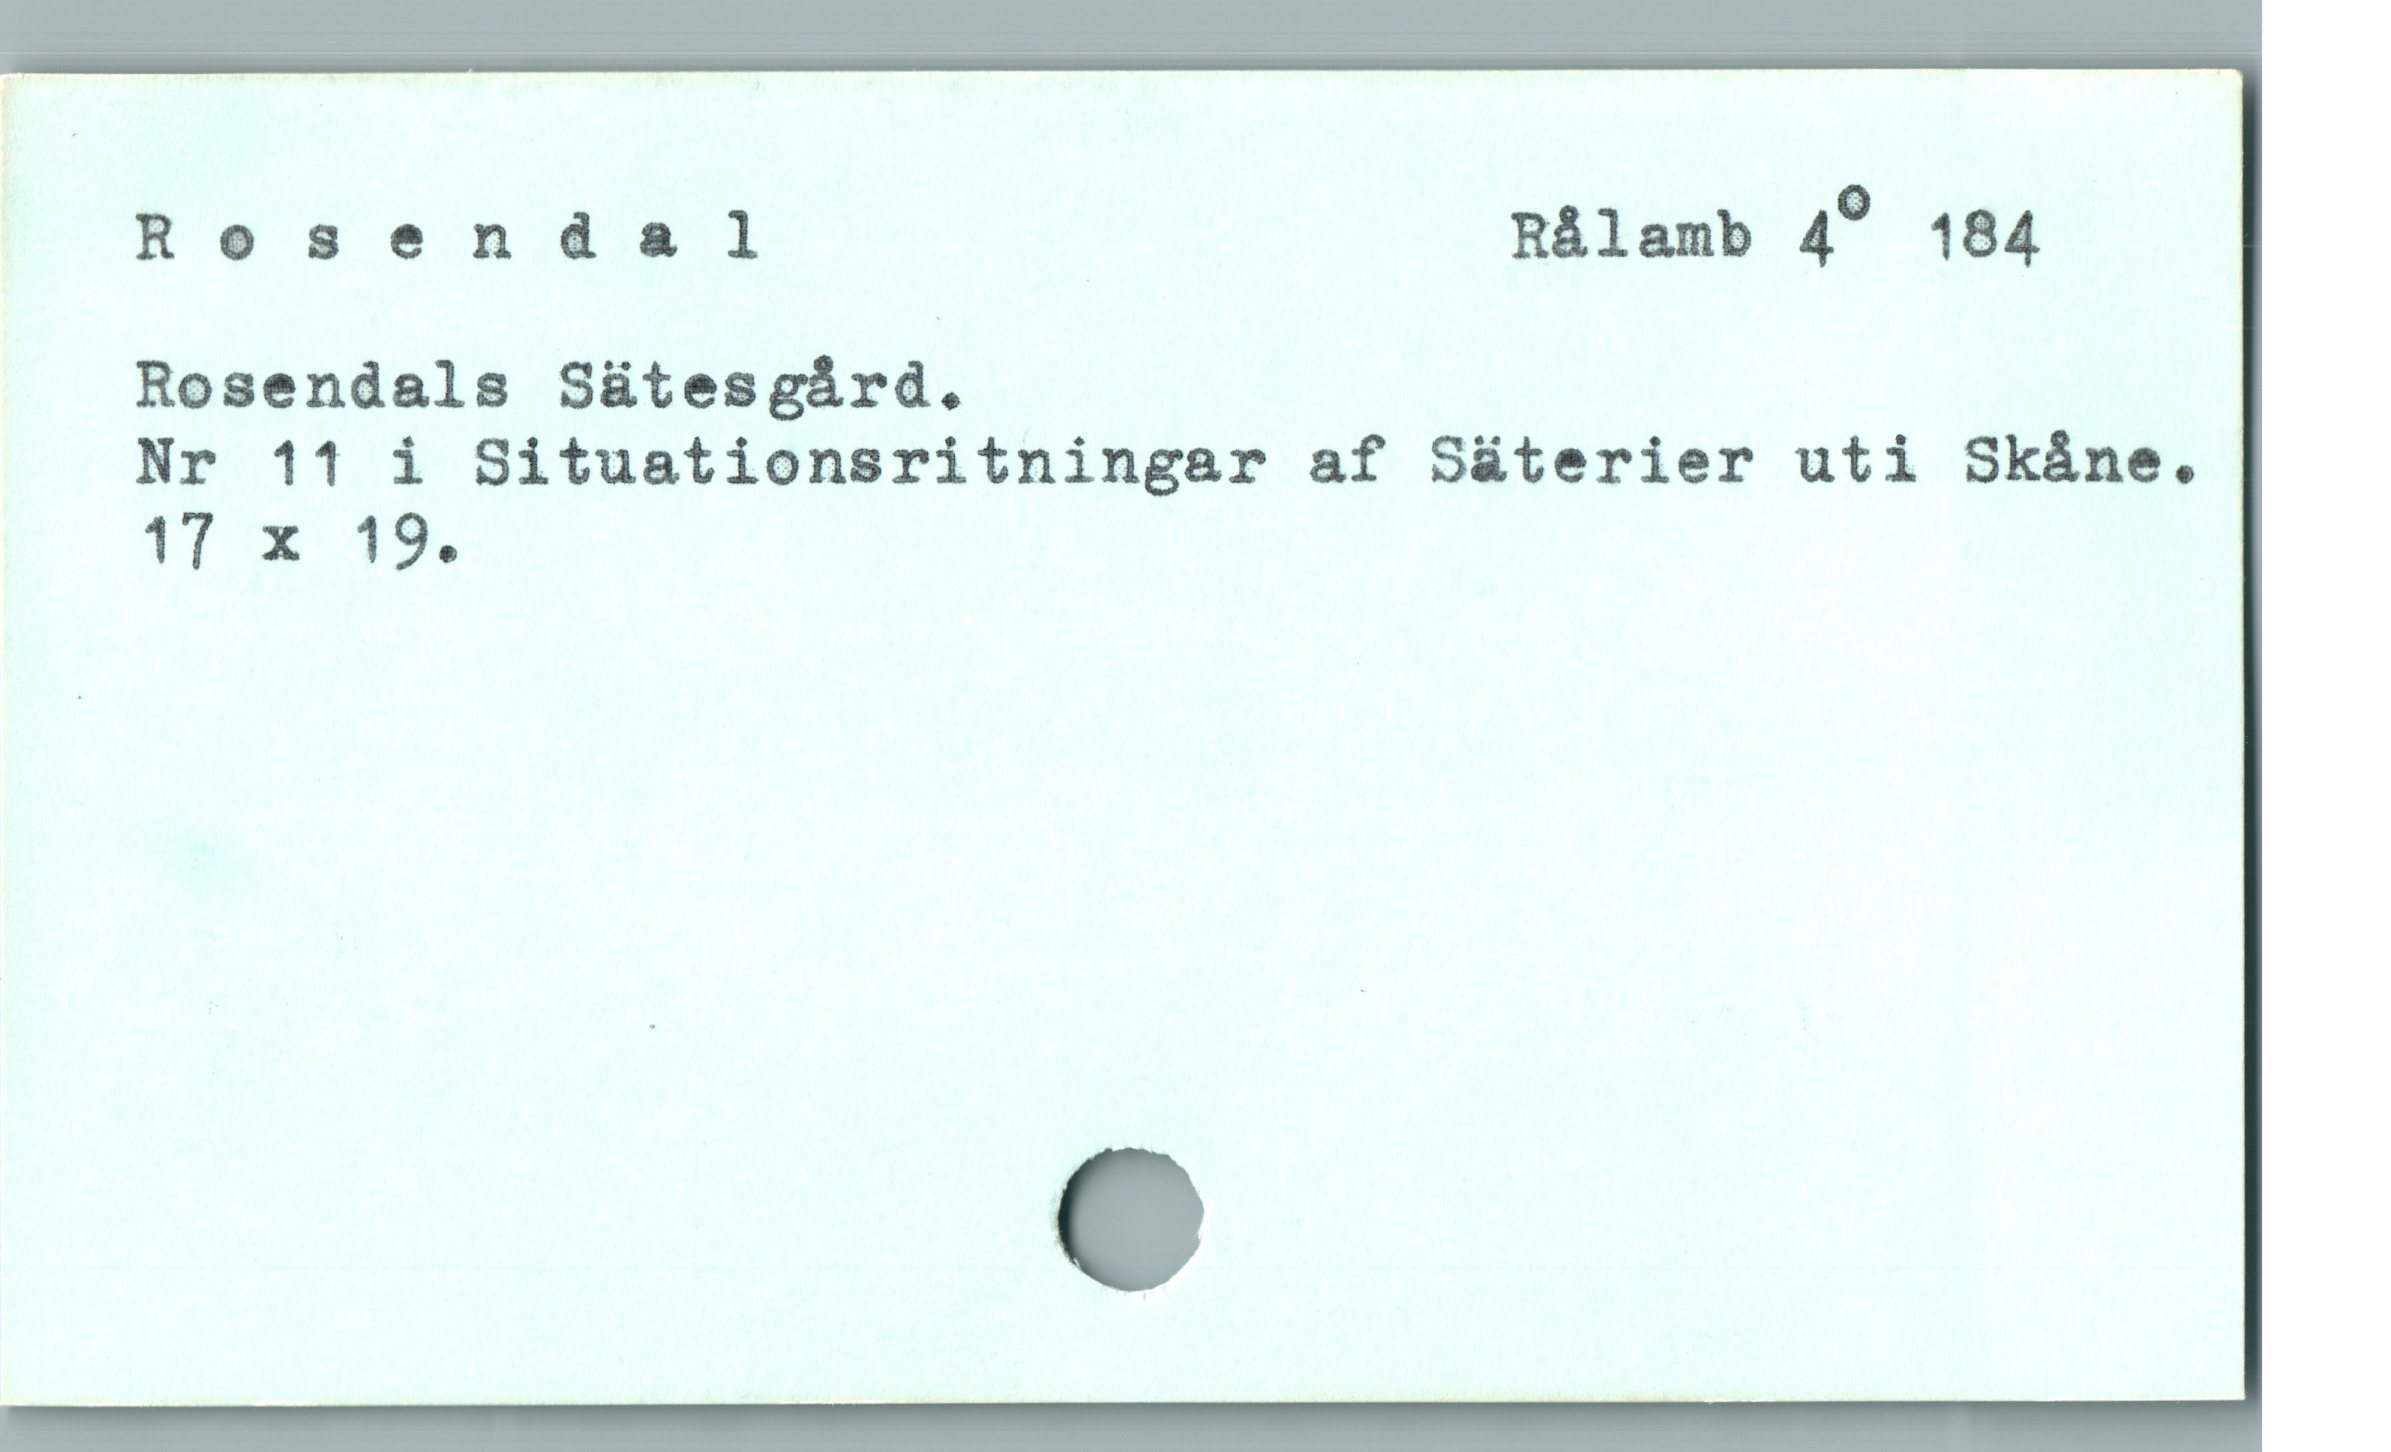 R o s e n d a l Rålamb 4° 184
Rosendals Sätesgård.
Nr 11 i Situationsritningar af Säterier uti Skåne.
17 x 19.